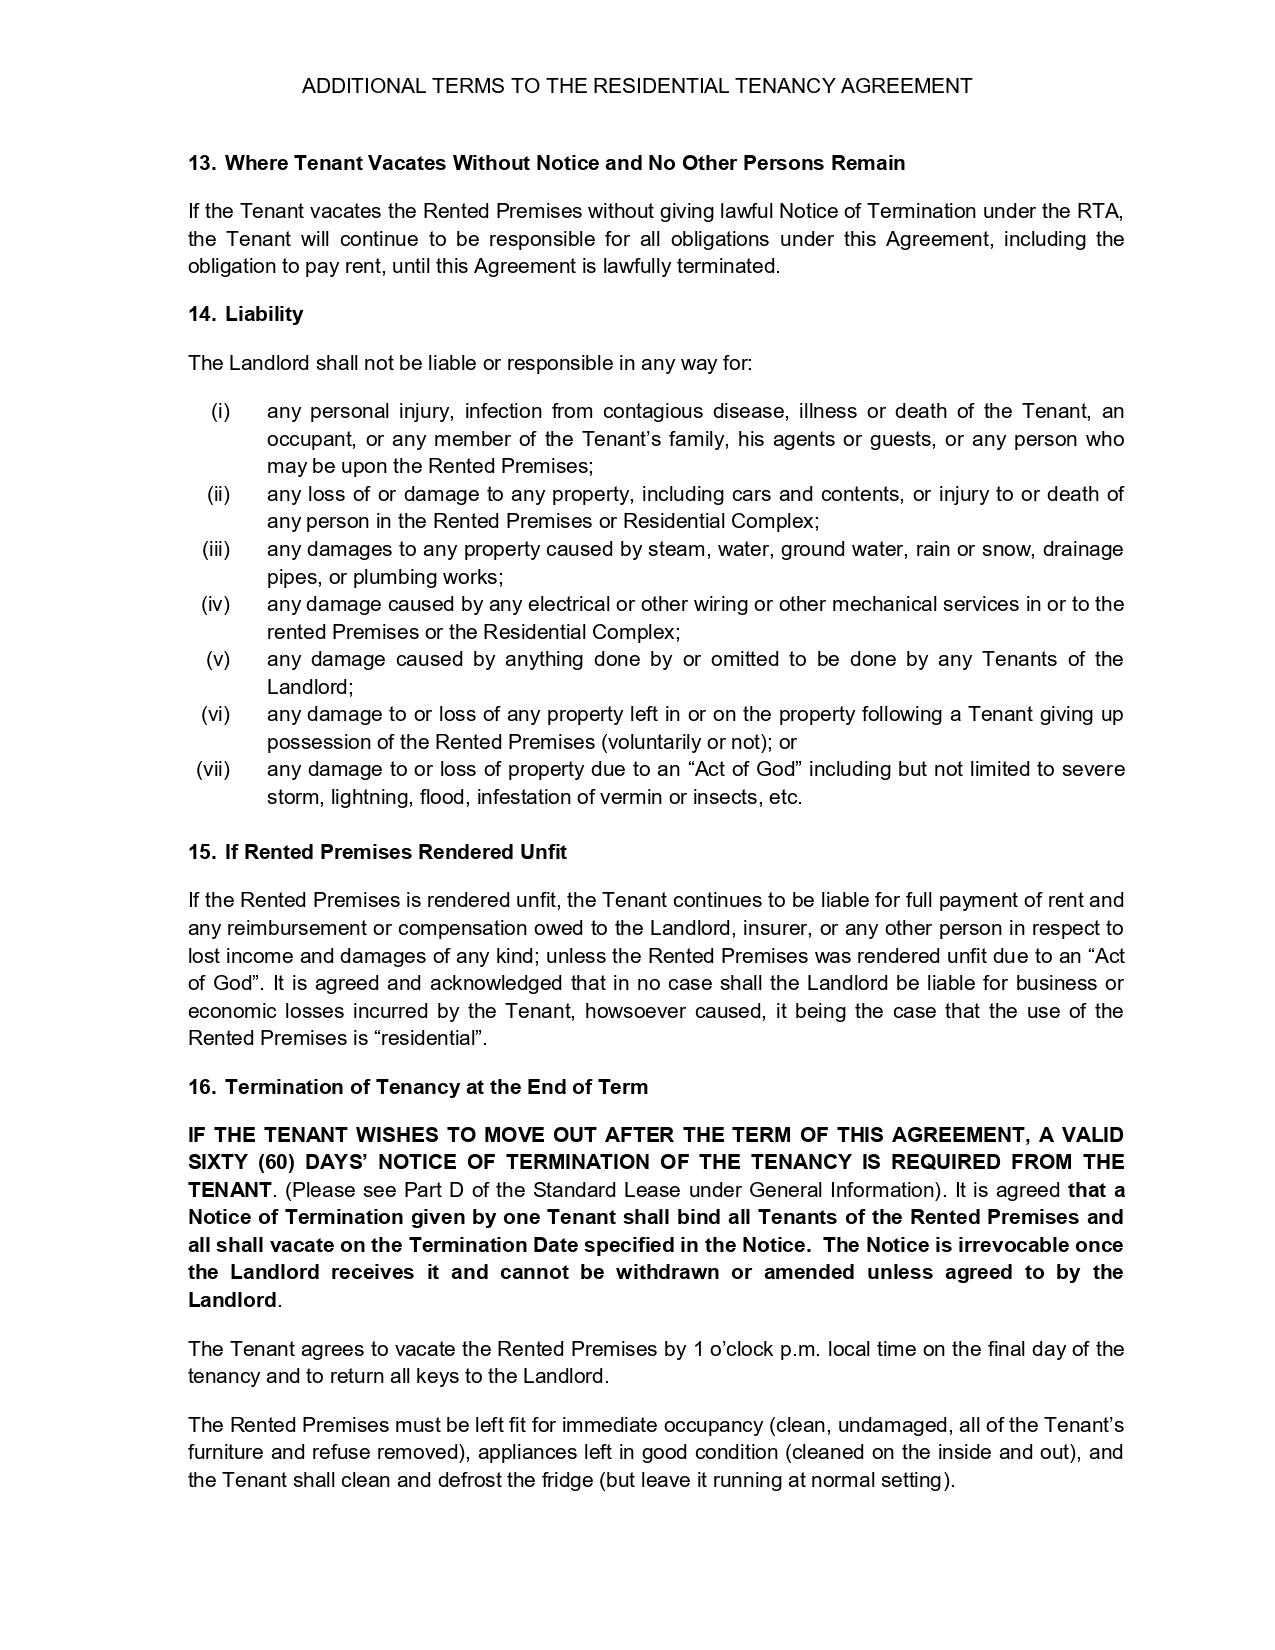 ADDITIONAL TERMS TO THE RESIDENTIAL TENANCY AGREEMENT
13. Where Tenant Vacates Without Notice and No Other Persons Remain
If the Tenant vacates the Rented Premises without giving lawful Notice of Termination under the RTA,
the Tenant will continue to be responsible for all obligations under this Agreement, including the
obligation to pay rent, until this Agreement is lawfully terminated.
14. Liability
The Landlord shall not be liable or responsible in any way for:
(i) any personal injury, infection from contagious disease, illness or death of the Tenant, an
occupant, or any member of the Tenant’s family, his agents or guests, or any person who
may be upon the Rented Premises;
(ii) any loss of or damage to any property, including cars and contents, or injury to or death of
any person in the Rented Premises or Residential Complex;
(iii) any damages to any property caused by steam, water, ground water, rain or snow, drainage
pipes, or plumbing works;
(iv) any damage caused by any electrical or other wiring or other mechanical services in or to the
rented Premises or the Residential Complex;
(v) any damage caused by anything done by or omitted to be done by any Tenants of the
Landlord;
(vi) any damage to or loss of any property left in or on the property following a Tenant giving up
possession of the Rented Premises (voluntarily or not); or
(vii) any damage to or loss of property due to an “Act of God” including but not limited to severe
storm, lightning, flood, infestation of vermin or insects, etc.
15. If Rented Premises Rendered Unfit
If the Rented Premises is rendered unfit, the Tenant continues to be liable for full payment of rent and
any reimbursement or compensation owed to the Landlord, insurer, or any other person in respect to
lost income and damages of any kind; unless the Rented Premises was rendered unfit due to an “Act
of God”. It is agreed and acknowledged that in no case shall the Landlord be liable for business or
economic losses incurred by the Tenant, howsoever caused, it being the case that the use of the
Rented Premises is “residential”.
16. Termination of Tenancy at the End of Term
IF THE TENANT WISHES TO MOVE OUT AFTER THE TERM OF THIS AGREEMENT, A VALID
SIXTY (60) DAYS’ NOTICE OF TERMINATION OF THE TENANCY IS REQUIRED FROM THE
TENANT. (Please see Part D of the Standard Lease under General Information). It is agreed that a
Notice of Termination given by one Tenant shall bind all Tenants of the Rented Premises and
all shall vacate on the Termination Date specified in the Notice. The Notice is irrevocable once
the Landlord receives it and cannot be withdrawn or amended unless agreed to by the
Landlord.
The Tenant agrees to vacate the Rented Premises by 1 o’clock p.m. local time on the final day of the
tenancy and to return all keys to the Landlord.
The Rented Premises must be left fit for immediate occupancy (clean, undamaged, all of the Tenant’s
furniture and refuse removed), appliances left in good condition (cleaned on the inside and out), and
the Tenant shall clean and defrost the fridge (but leave it running at normal setting).